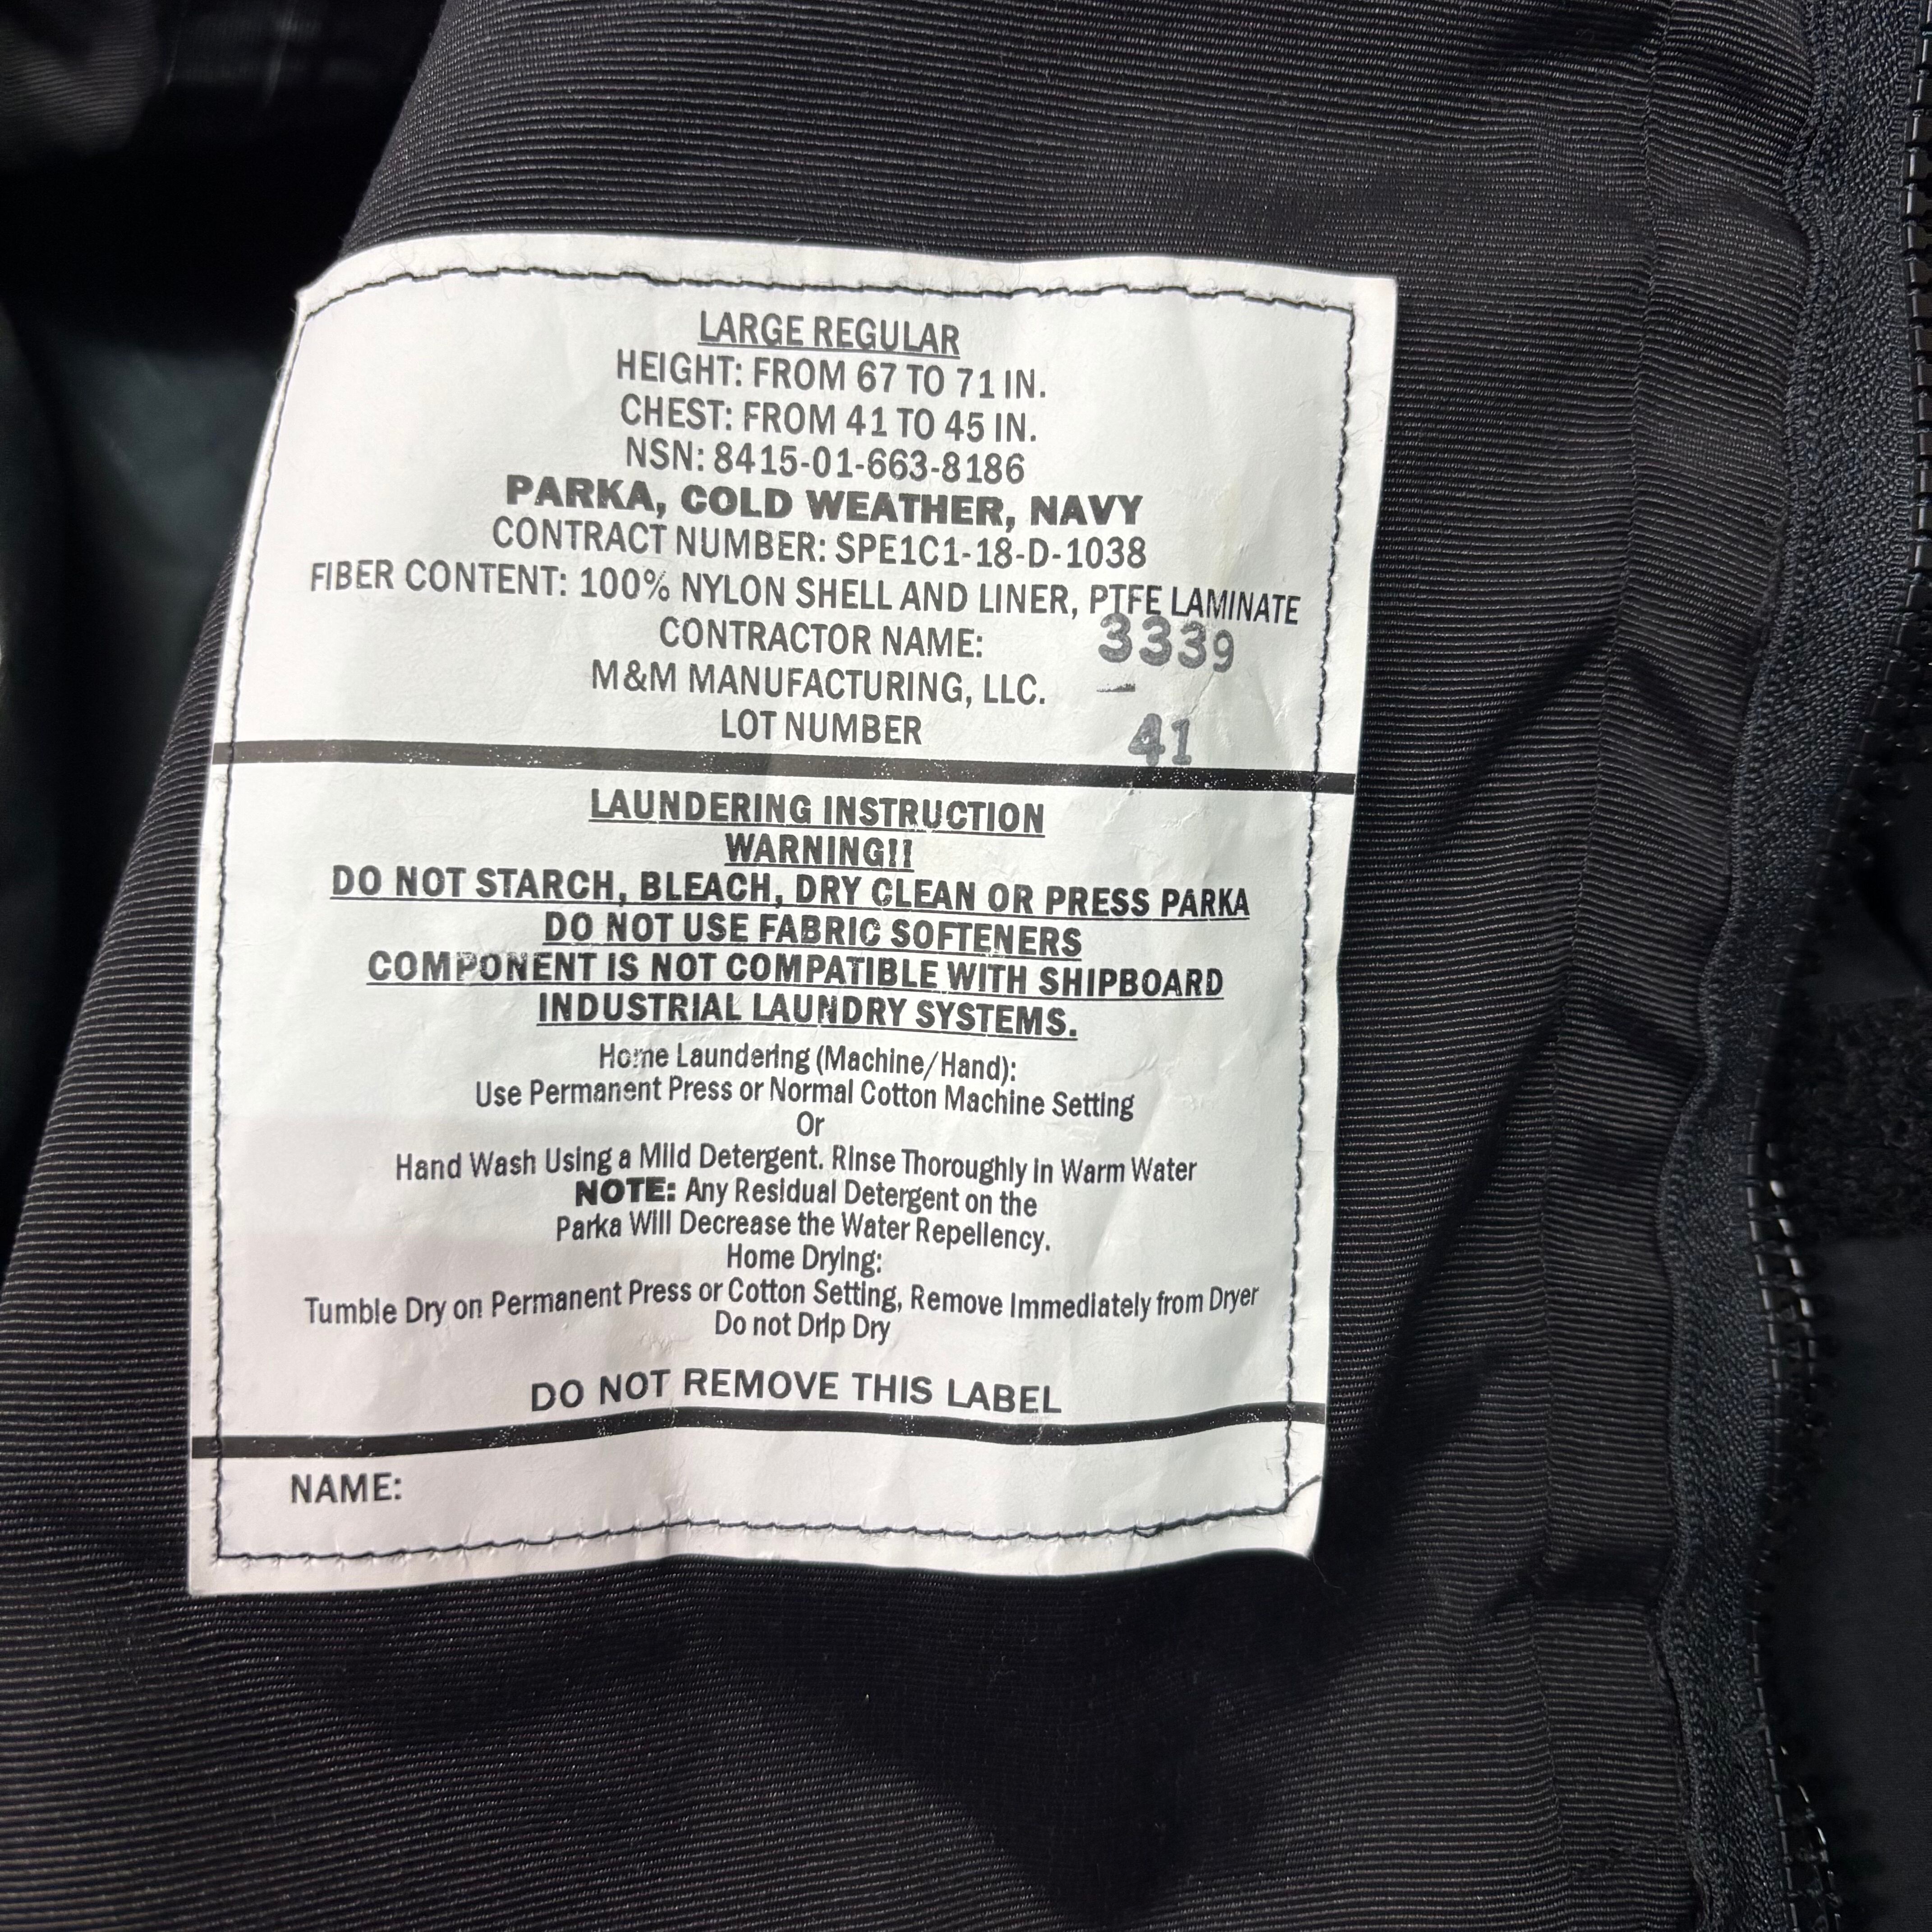 LARGE REGULAR
HEIGHT: FROM 67 TO 71 IN.
CHEST: FROM 41 TO 45 IN.
NSN: 8415-01-663-8186
PARKA, COLD WEATHER, NAVY
CONTRACT NUMBER: SPE1C1-18-D-1038
FIBER CONTENT: 100% NYLON SHELL AND LINER, PTFE LAMINATE
CONTRACTOR NAME: 3339
M&M MANUFACTURING, LLC.
LOT NUMBER 41
LAUNDERING INSTRUCTION
WARNING!!
DO NOT STARCH, BLEACH, DRY CLEAN OR PRESS PARKA
DO NOT USE FABRIC SOFTENERS
COMPONENT IS NOT COMPATIBLE WITH SHIPBOARD
INDUSTRIAL LAUNDRY SYSTEMS.
Home Laundering (Machine/Hand):
Use Permanent Press or Normal Cotton Machine Setting
Or
Hand Wash Using a Mild Detergent. Rinse Thoroughly in Warm Water
NOTE: Any Residual Detergent on the
Parka Will Decrease the Water Repellency.
Home Drying:
Tumble Dry on Permanent Press or Cotton Setting, Remove Immediately from Dryer
Do not Drip Dry
DO NOT REMOVE THIS LABEL
NAME: